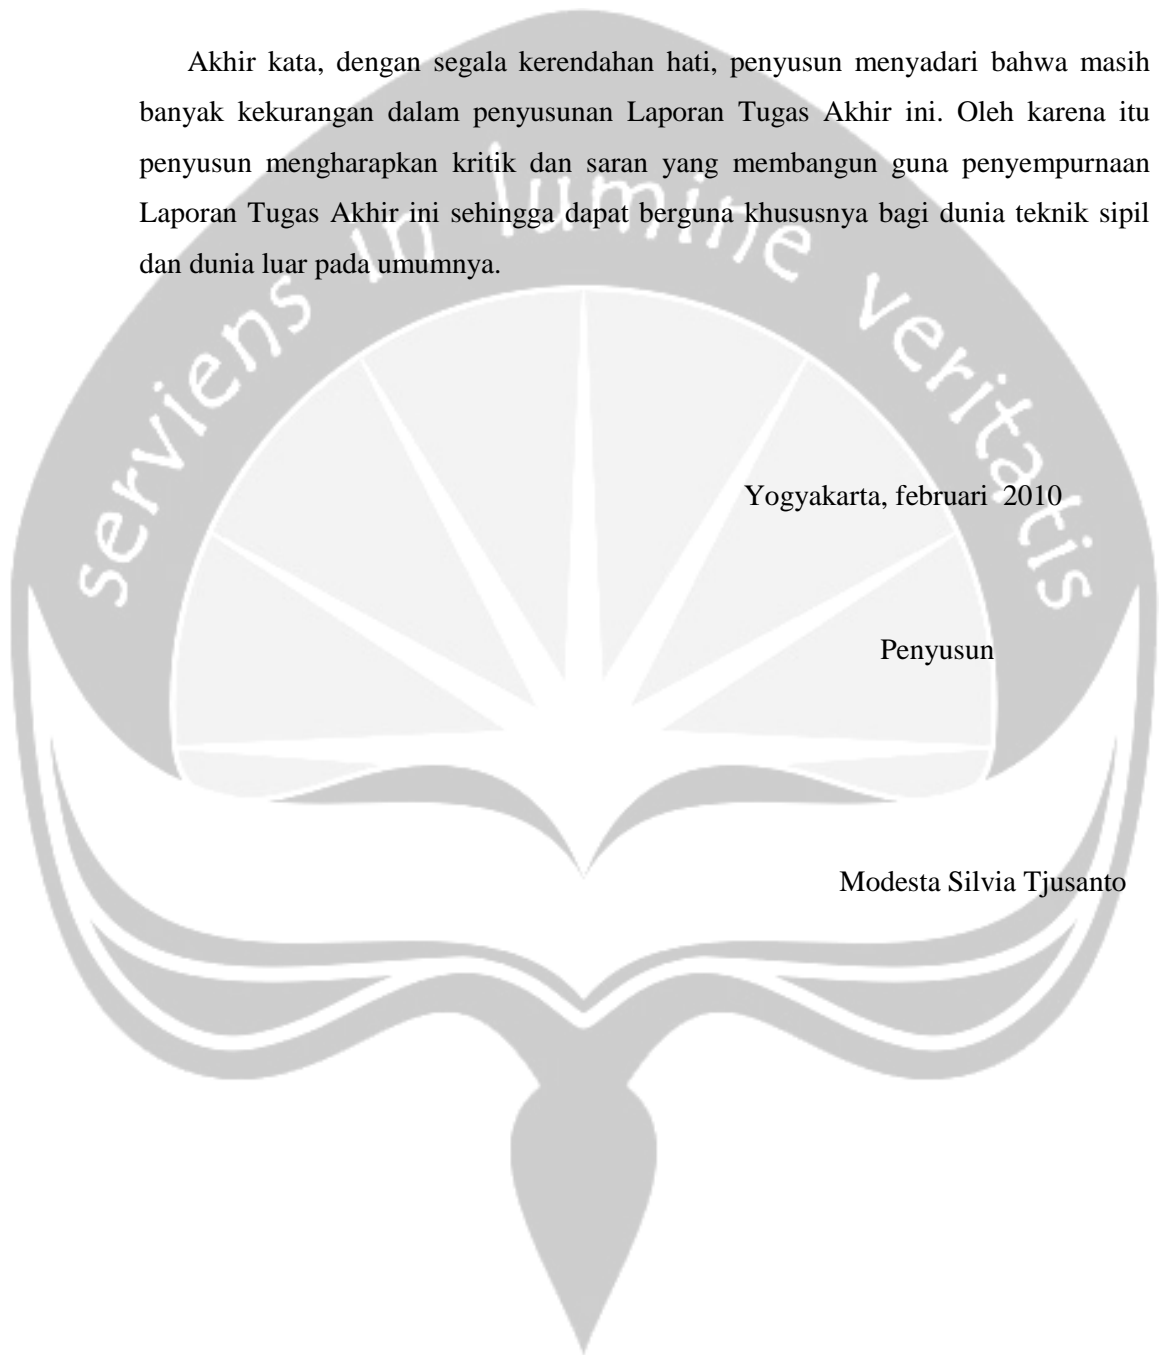 Akhir kata, dengan segala kerendahan hati, penyusun menyadari bahwa masih
banyak kekurangan dalam penyusunan Laporan Tugas Akhir ini. Oleh karena itu
penyusun mengharapkan kritik dan saran yang membangun guna penyempurnaan
Laporan Tugas Akhir ini sehingga dapat berguna khususnya bagi dunia teknik sipil
dan dunia luar pada umumnya.
serviens in lumine veritatis
Yogyakarta, februari 2010
Penyusun
Modesta Silvia Tjusanto